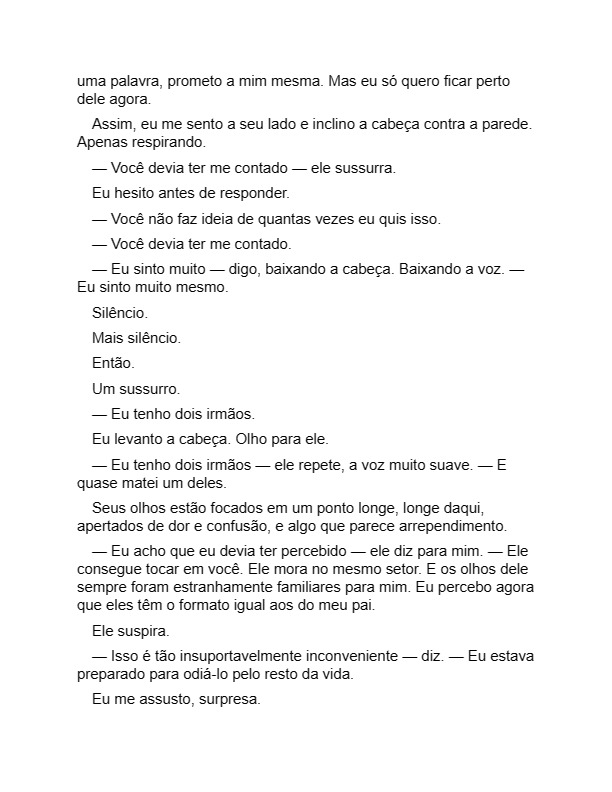 uma palavra, prometo a mim mesma. Mas eu só quero ficar perto
dele agora.
Assim, eu me sento a seu lado e inclino a cabeça contra a parede.
Apenas respirando.
— Você devia ter me contado — ele sussurra.
Eu hesito antes de responder.
— Você não faz ideia de quantas vezes eu quis isso.
— Você devia ter me contado.
— Eu sinto muito — digo, baixando a cabeça. Baixando a voz. —
Eu sinto muito mesmo.
Silêncio.
Mais silêncio.
Então.
Um sussurro.
— Eu tenho dois irmãos.
Eu levanto a cabeça. Olho para ele.
— Eu tenho dois irmãos — ele repete, a voz muito suave. — E
quase matei um deles.
Seus olhos estão focados em um ponto longe, longe daqui,
apertados de dor e confusão, e algo que parece arrependimento.
— Eu acho que eu devia ter percebido — ele diz para mim. — Ele
consegue tocar em você. Ele mora no mesmo setor. E os olhos dele
sempre foram estranhamente familiares para mim. Eu percebo agora
que eles têm o formato igual aos do meu pai.
Ele suspira.
— Isso é tão insuportavelmente inconveniente — diz. — Eu estava
preparado para odiá-lo pelo resto da vida.
Eu me assusto, surpresa.